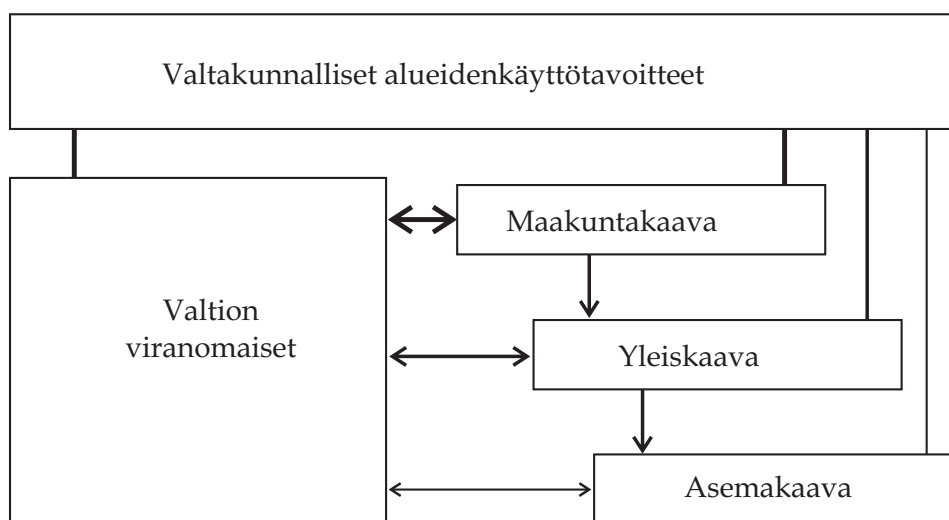 Valtakunnalliset alueidenkäyttötavoitteet
Maakuntakaava
Valtion
viranomaiset
Yleiskaava
Asemakaava